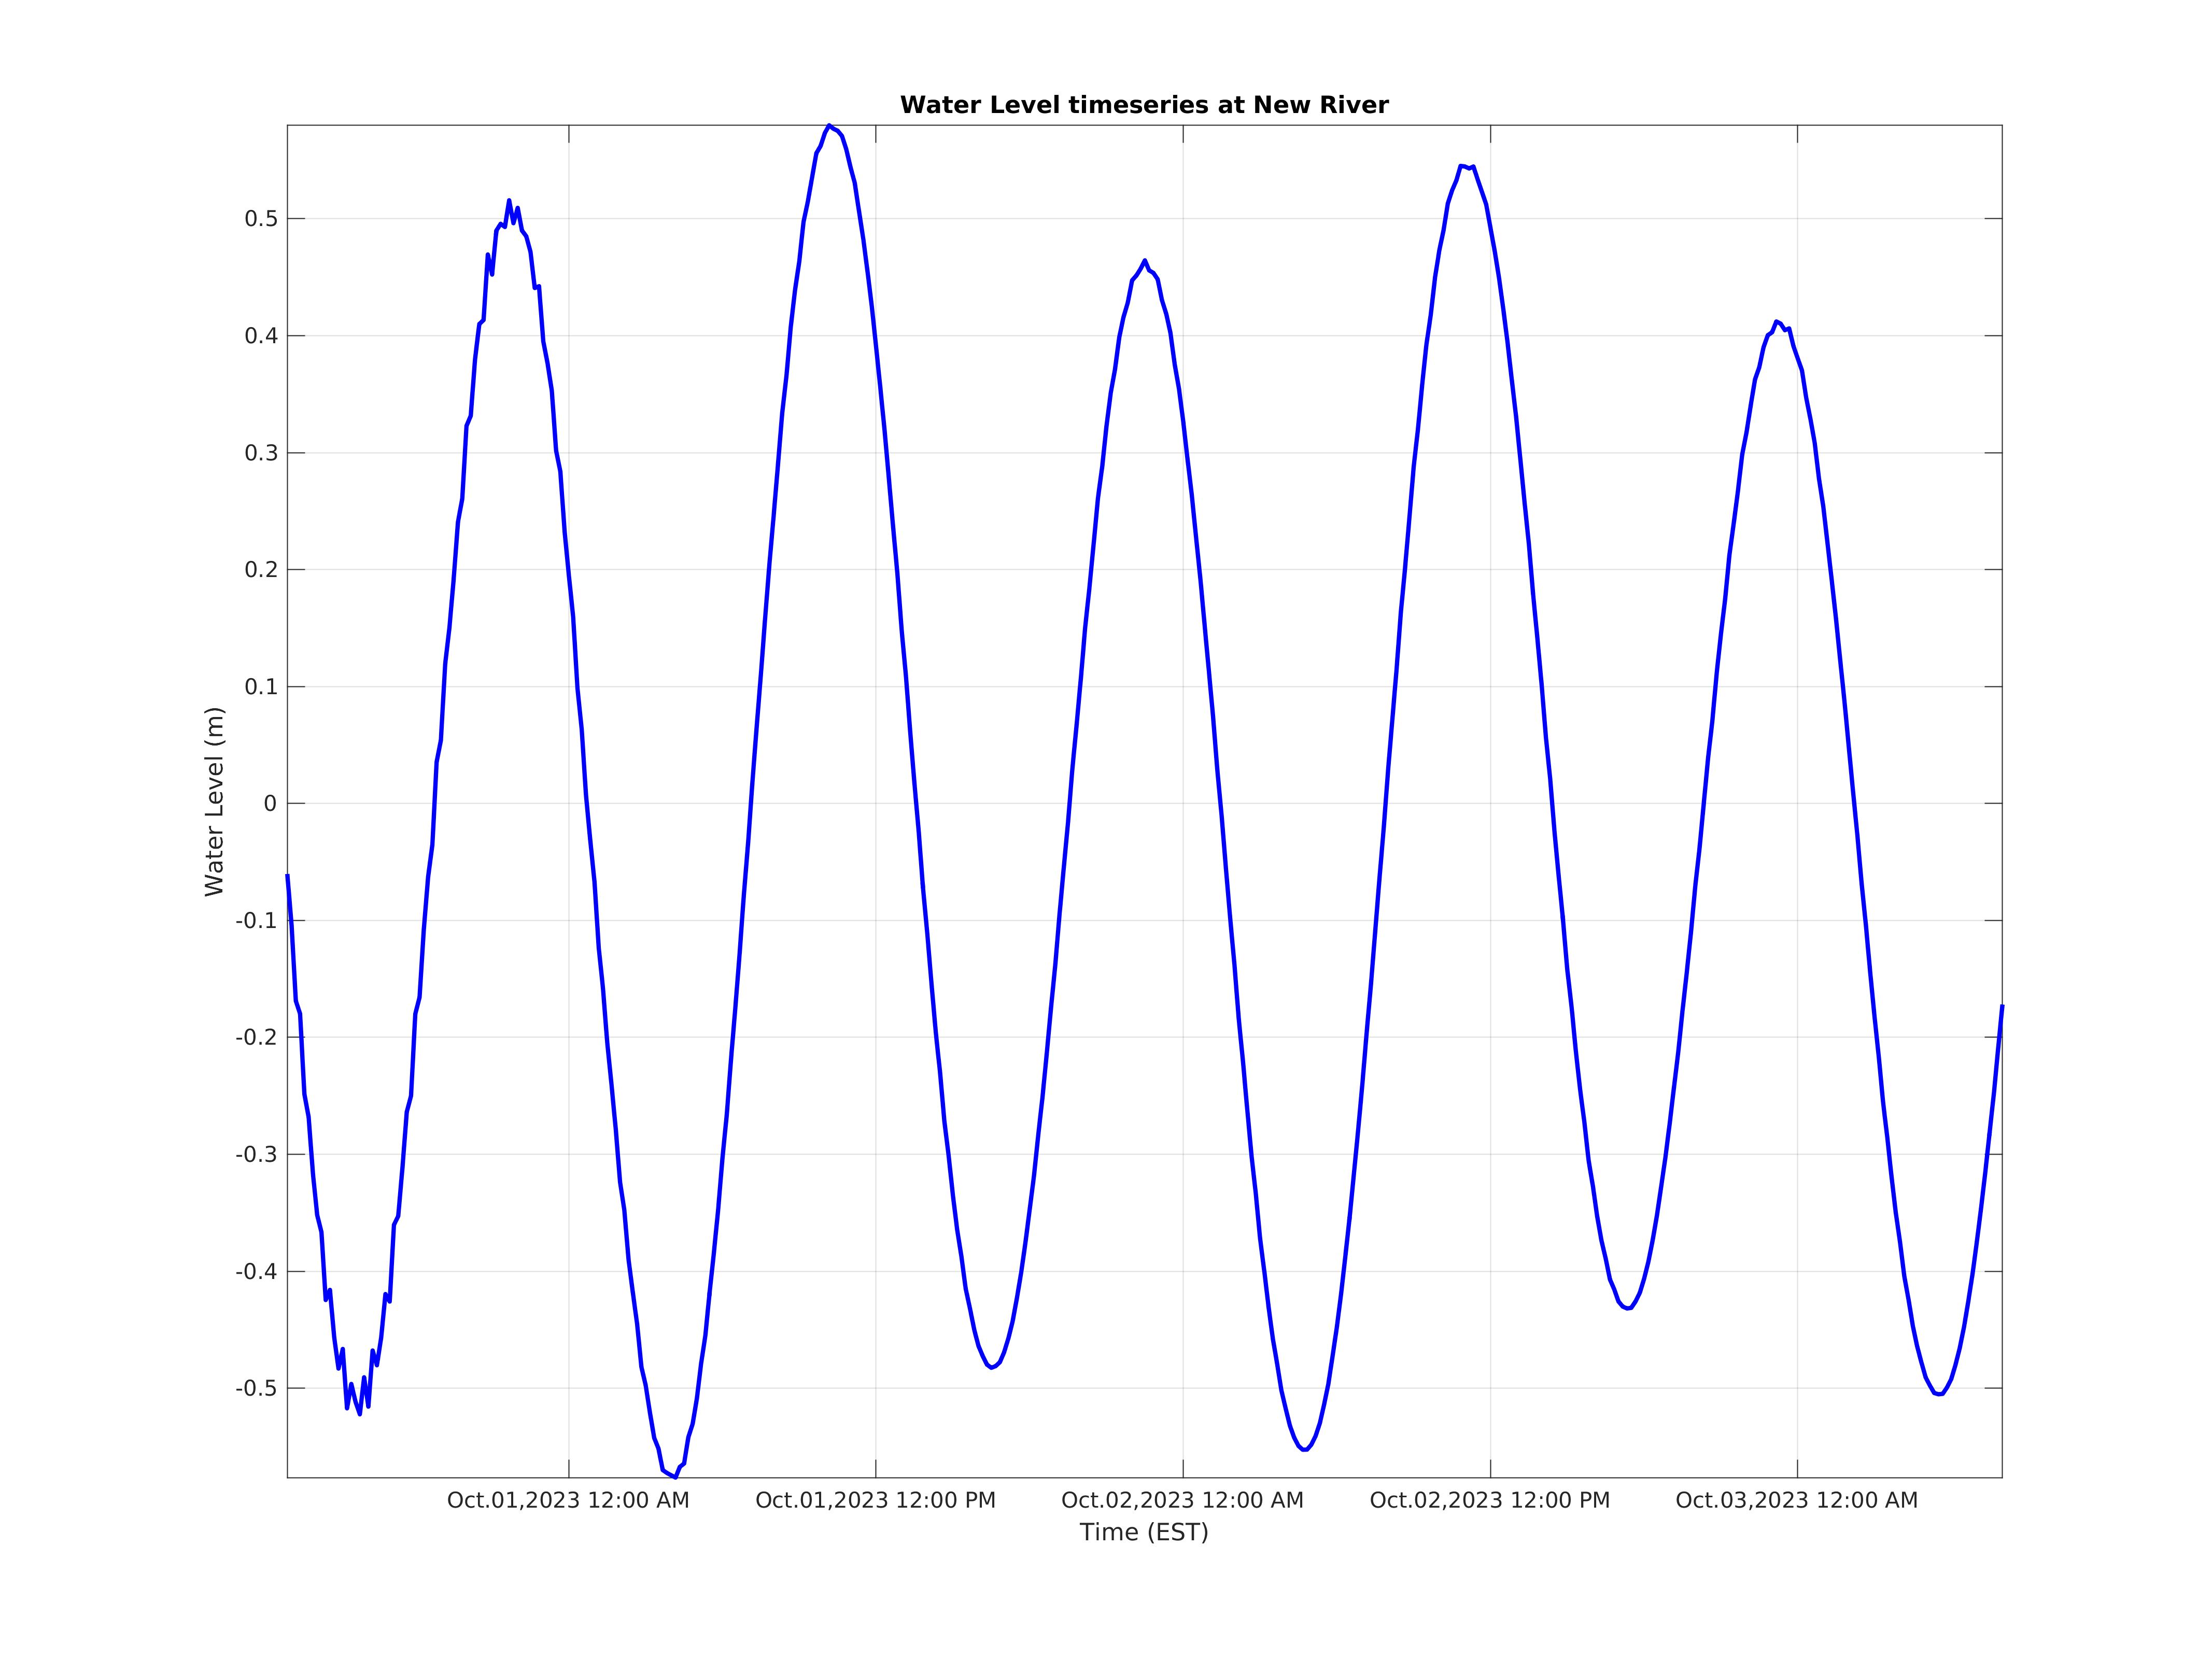 Water Level timeseries at New River
0.5
0.4
0.3
0.2
0.1
0
-0.1
-0.2
-0.3
-0.4
-0.5
Water Level (m)
Oct.01,2023 12:00 AM
Oct.01,2023 12:00 PM
Oct.02,2023 12:00 AM
Oct.02,2023 12:00 PM
Oct.03,2023 12:00 AM
Time (EST)